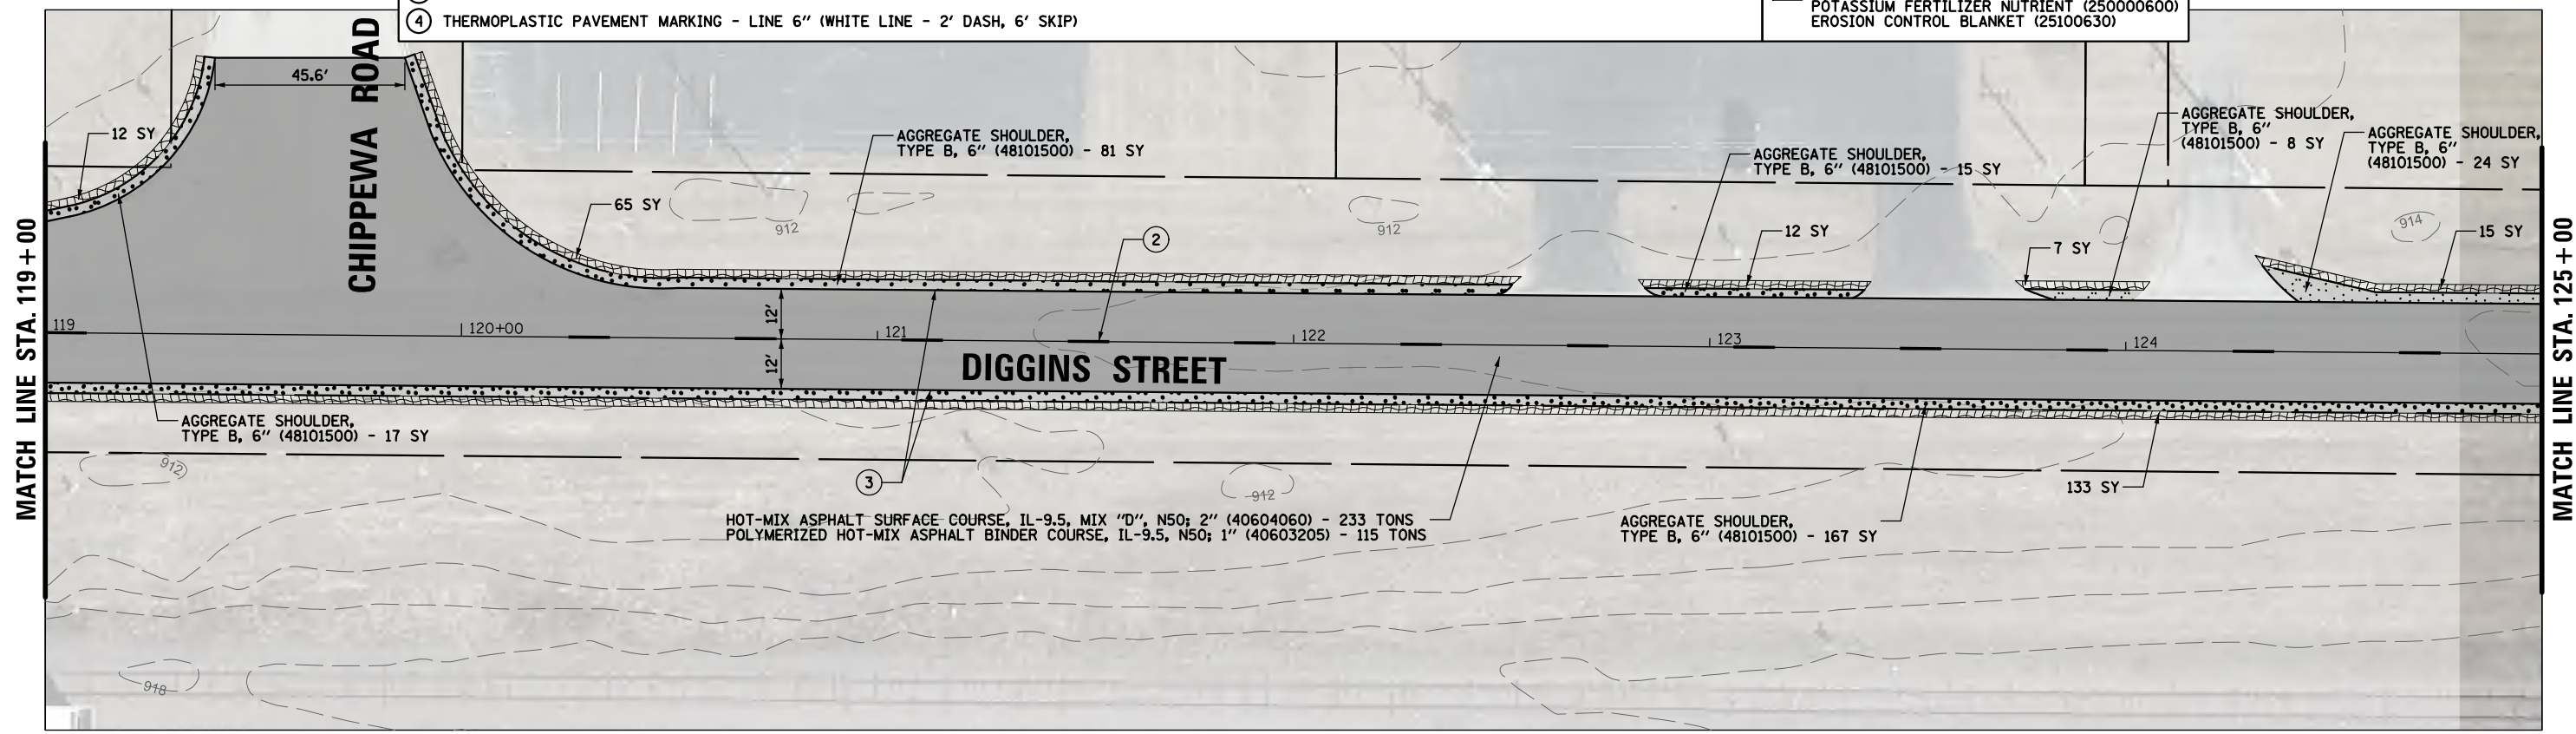 ④ THERMOPLASTIC PAVEMENT MARKING - LINE 6" (WHITE LINE - 2' DASH, 6' SKIP)
POTASSIUM FERTILIZER NUTRIENT (250000600)
EROSION CONTROL BLANKET (25100630)
CHIPPEWA ROAD
45.6'
12 SY
AGGREGATE SHOULDER,
TYPE B, 6" (48101500) - 81 SY
AGGREGATE SHOULDER,
TYPE B, 6" (48101500) - 15 SY
AGGREGATE SHOULDER,
TYPE B, 6"
(48101500) - 8 SY
AGGREGATE SHOULDER,
TYPE B, 6"
(48101500) - 24 SY
65 SY
912
②
912
12 SY
7 SY
914
15 SY
MATCH LINE STA. 119+00
MATCH LINE STA. 125+00
119
120+00
12'
121
122
123
124
12'
DIGGINS STREET
AGGREGATE SHOULDER,
TYPE B, 6" (48101500) - 17 SY
912
③
912
133 SY
HOT-MIX ASPHALT SURFACE COURSE, IL-9.5, MIX "D", N50; 2" (40604060) - 233 TONS
POLYMERIZED HOT-MIX ASPHALT BINDER COURSE, IL-9.5, N50; 1" (40603205) - 115 TONS
AGGREGATE SHOULDER,
TYPE B, 6" (48101500) - 167 SY
918